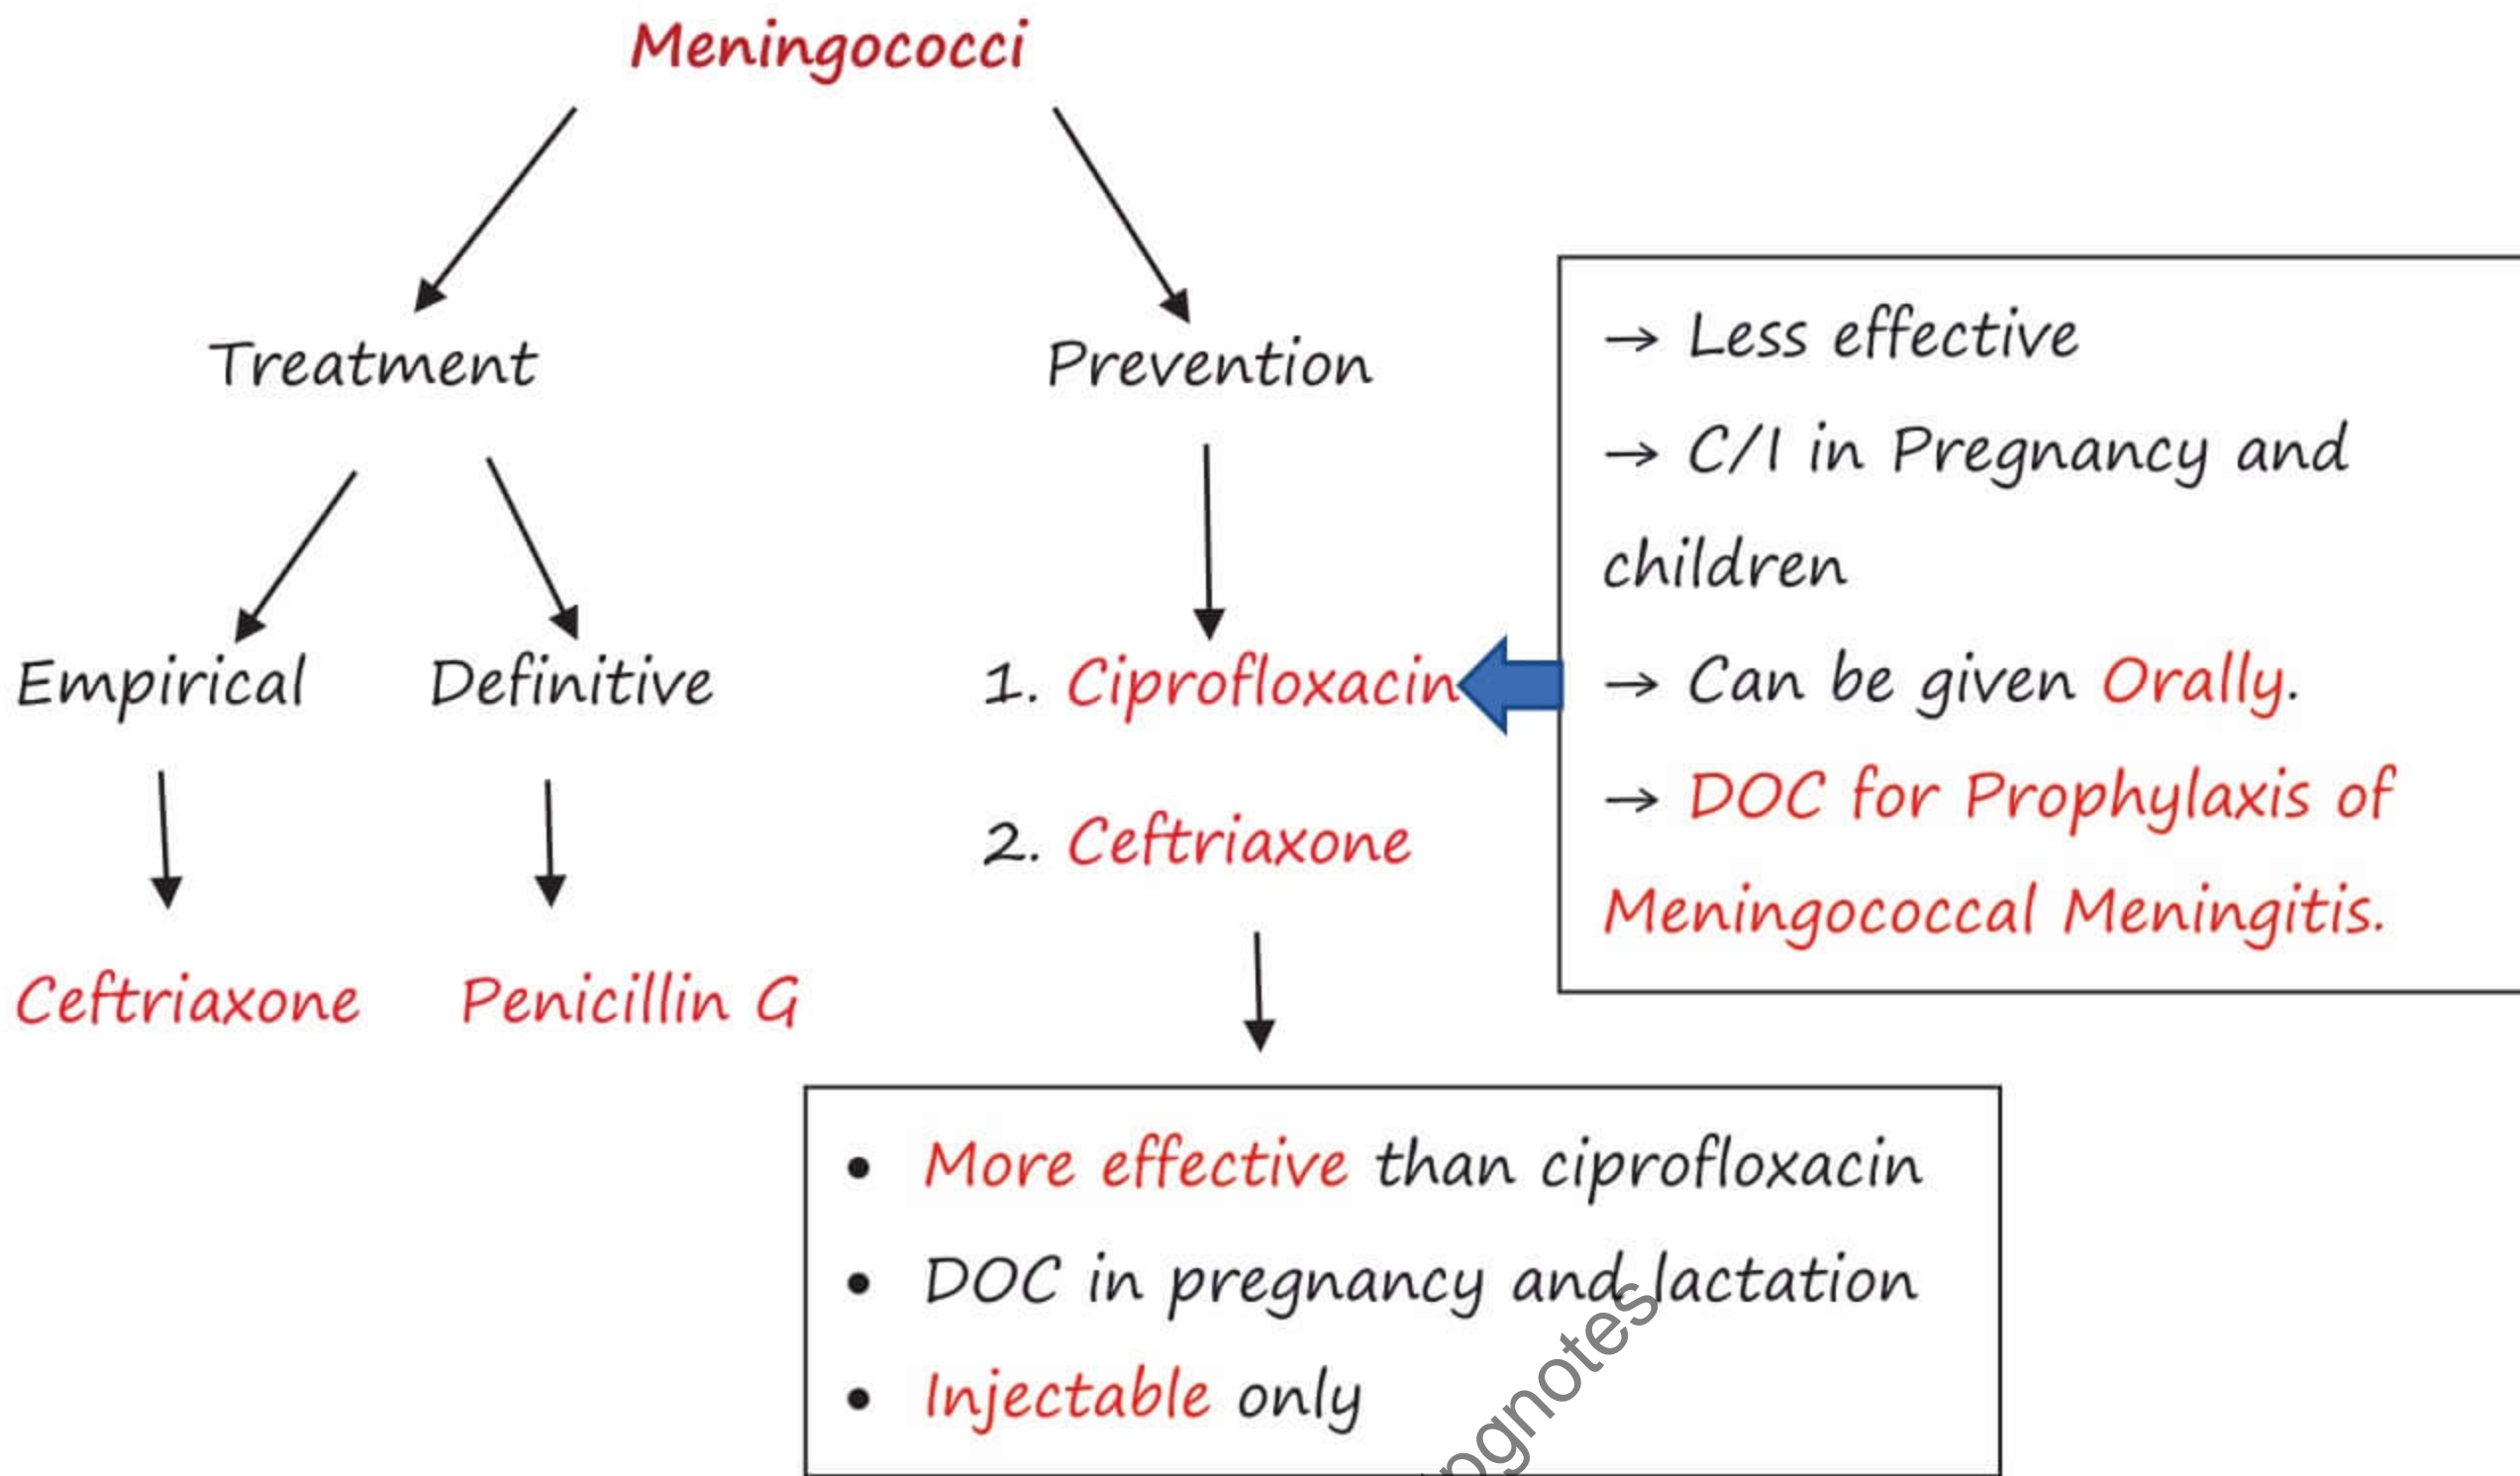 Meningococci
Treatment
Prevention
Empirical
Definitive
Ceftriaxone
Penicillin G
1. Ciprofloxacin
2. Ceftriaxone
→ Less effective
→ C/I in Pregnancy and
children
→ Can be given Orally.
→ DOC for Prophylaxis of
Meningococcal Meningitis.
• More effective than ciprofloxacin
• DOC in pregnancy and lactation
• Injectable only
pgnotes